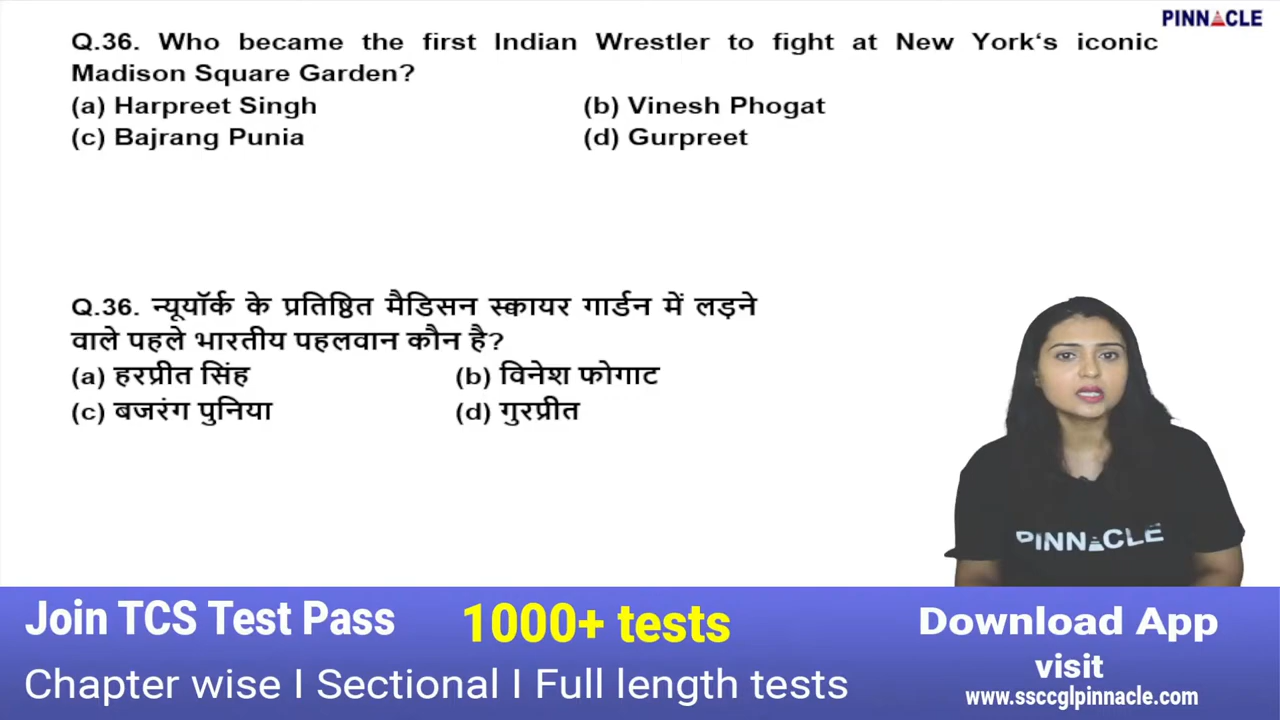 PINNACLE
Q.36. Who became the first Indian Wrestler to fight at New York‘s iconic
Madison Square Garden?
(a) Harpreet Singh (b) Vinesh Phogat
(c) Bajrang Punia (d) Gurpreet
Q.36. न्यूयॉर्क के प्रतिष्ठित मैडिसन स्कायर गार्डन में लड़ने
वाले पहले भारतीय पहलवान कौन है?
(a) हरप्रीत सिंह (b) विनेश फोगाट
(c) बजरंग पुनिया (d) गुरप्रीत
PINNACLE
Join TCS Test Pass 1000+ tests
Chapter wise I Sectional I Full length tests
Download App
visit
www.ssccglpinnacle.com